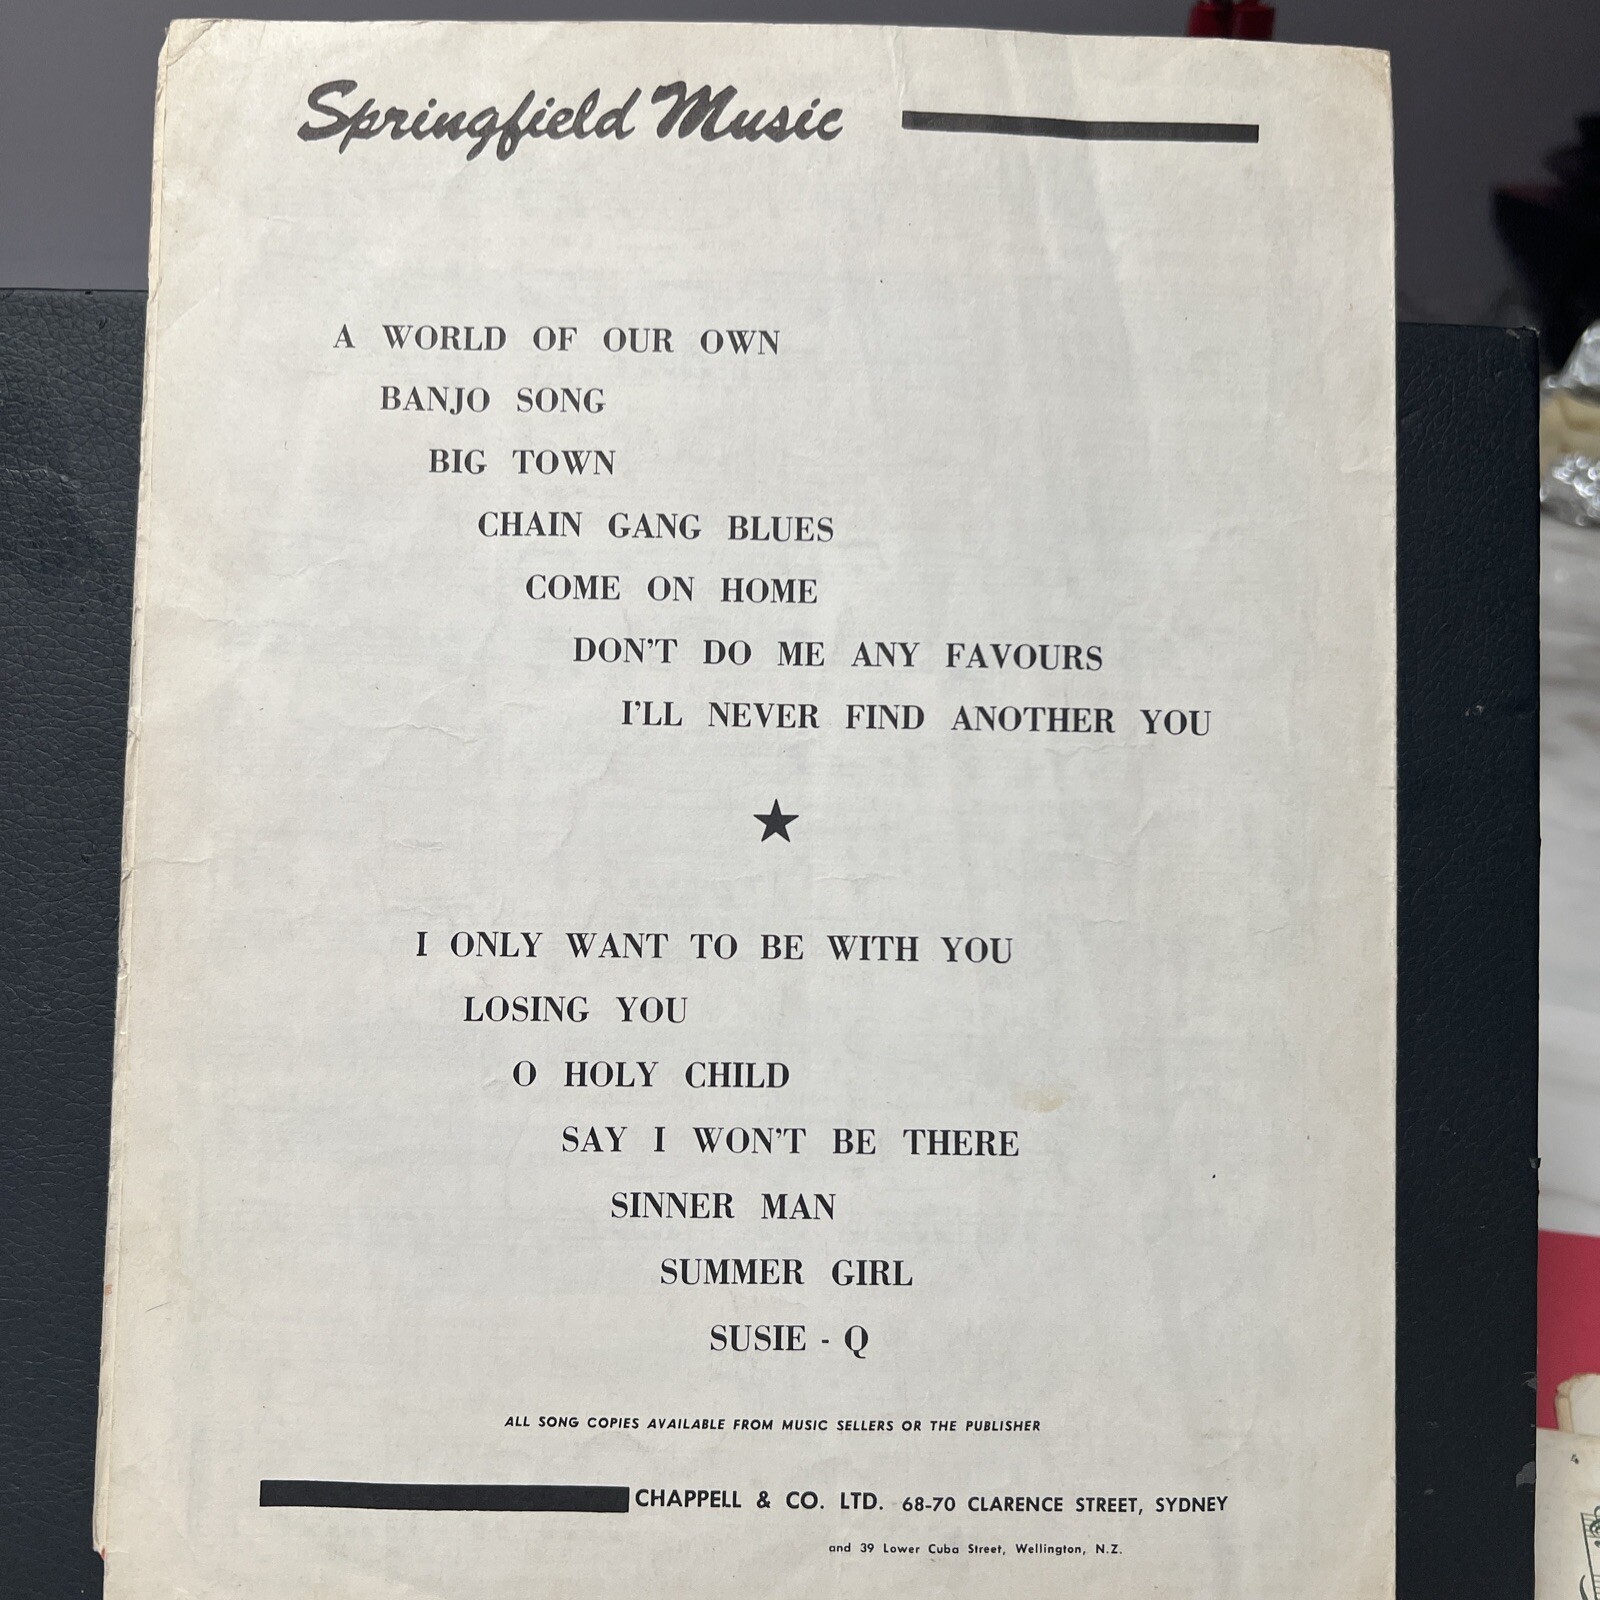 Springfield Music
A WORLD OF OUR OWN
BANJO SONG
BIG TOWN
CHAIN GANG BLUES
COME ON HOME
DON'T DO ME ANY FAVOURS
I'LL NEVER FIND ANOTHER YOU
I ONLY WANT TO BE WITH YOU
LOSING YOU
O HOLY CHILD
SAY I WON'T BE THERE
SINNER MAN
SUMMER GIRL
SUSIE - Q
ALL SONG COPIES AVAILABLE FROM MUSIC SELLERS OR THE PUBLISHER
CHAPPELL & CO. LTD. 68-70 CLARENCE STREET, SYDNEY
and 39 Lower Cuba Street, Wellington, N.Z.
4